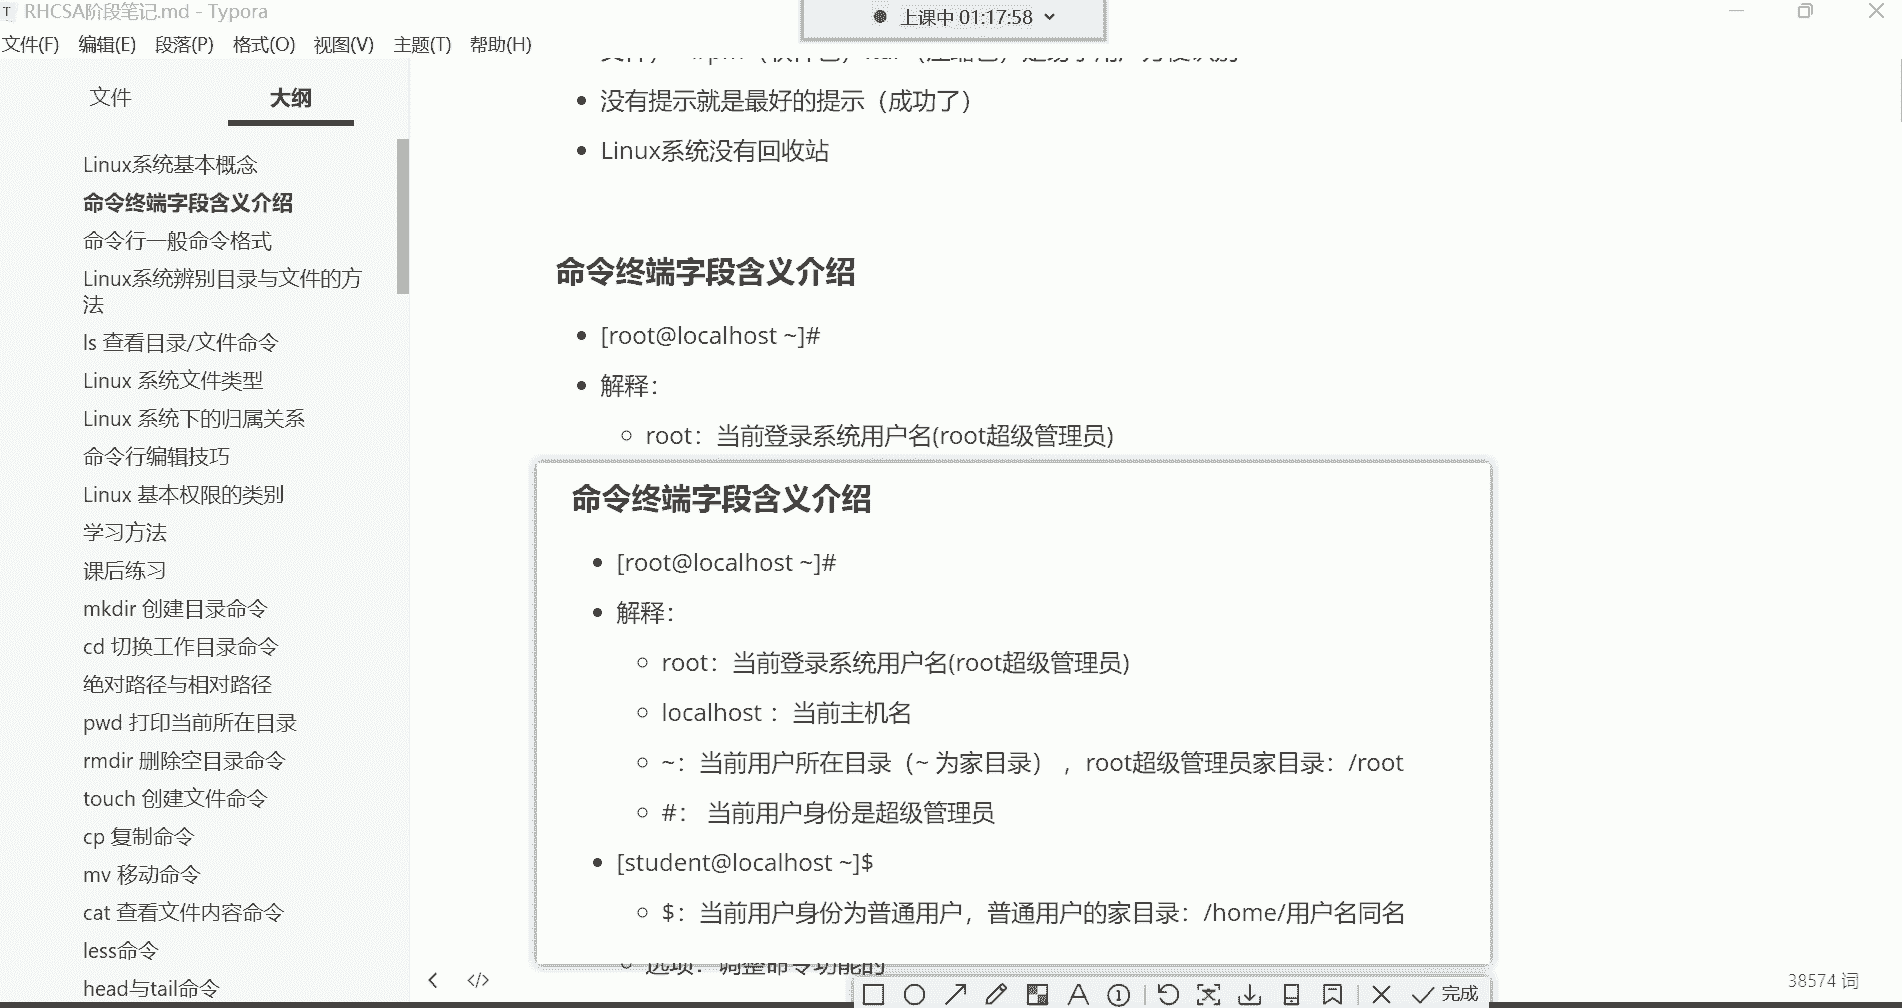 RHCSA阶段笔记.md - Typora
上课中 01:17:58
文件(F) 编辑(E) 段落(P) 格式(O) 视图(V) 主题(T) 帮助(H)
文件 大纲
Linux系统基本概念
命令终端字段含义介绍
命令行一般命令格式
Linux系统辨别目录与文件的方
法
ls 查看目录/文件命令
Linux 系统文件类型
Linux 系统下的归属关系
命令行编辑技巧
Linux 基本权限的类别
学习方法
课后练习
mkdir 创建目录命令
cd 切换工作目录命令
绝对路径与相对路径
pwd 打印当前所在目录
rmdir 删除空目录命令
touch 创建文件命令
cp 复制命令
mv 移动命令
cat 查看文件内容命令
less命令
head与tail命令
没有提示就是最好的提示（成功了）
Linux系统没有回收站
命令终端字段含义介绍
[root@localhost ~]#
解释：
root：当前登录系统用户名(root超级管理员)
命令终端字段含义介绍
[root@localhost ~]#
解释：
root：当前登录系统用户名(root超级管理员)
localhost ：当前主机名
~：当前用户所在目录（~ 为家目录），root超级管理员家目录：/root
#： 当前用户身份是超级管理员
[student@localhost ~]$
$：当前用户身份为普通用户，普通用户的家目录：/home/用户名同名
选项：调整命令功能的
完成
38574 词